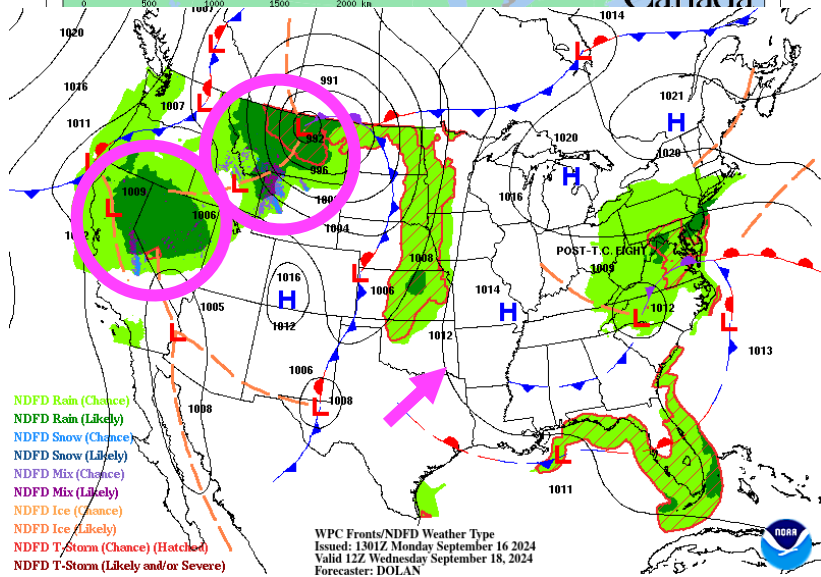 0 500 1000 1500 2000 km
Canada
1007
1020
1014
1016
991
1007
1021
1011
992
1020
1020
996
1009
1016
1006
1004
POST-T.C. EIGHT
1008
1009
1016
1006
1014
1005
1012
1012
1012
1013
1006
1008
1008
1011
L
H
NDFD Rain (Chance)
NDFD Rain (Likely)
NDFD Snow (Chance)
NDFD Snow (Likely)
NDFD Mix (Chance)
NDFD Mix (Likely)
NDFD Ice (Chance)
NDFD Ice (Likely)
NDFD T-Storm (Chance) (Hatched)
NDFD T-Storm (Likely and/or Severe)
WPC Fronts/NDFD Weather Type
Issued: 1301Z Monday September 16 2024
Valid 12Z Wednesday September 18, 2024
Forecaster: DOLAN
NOAA